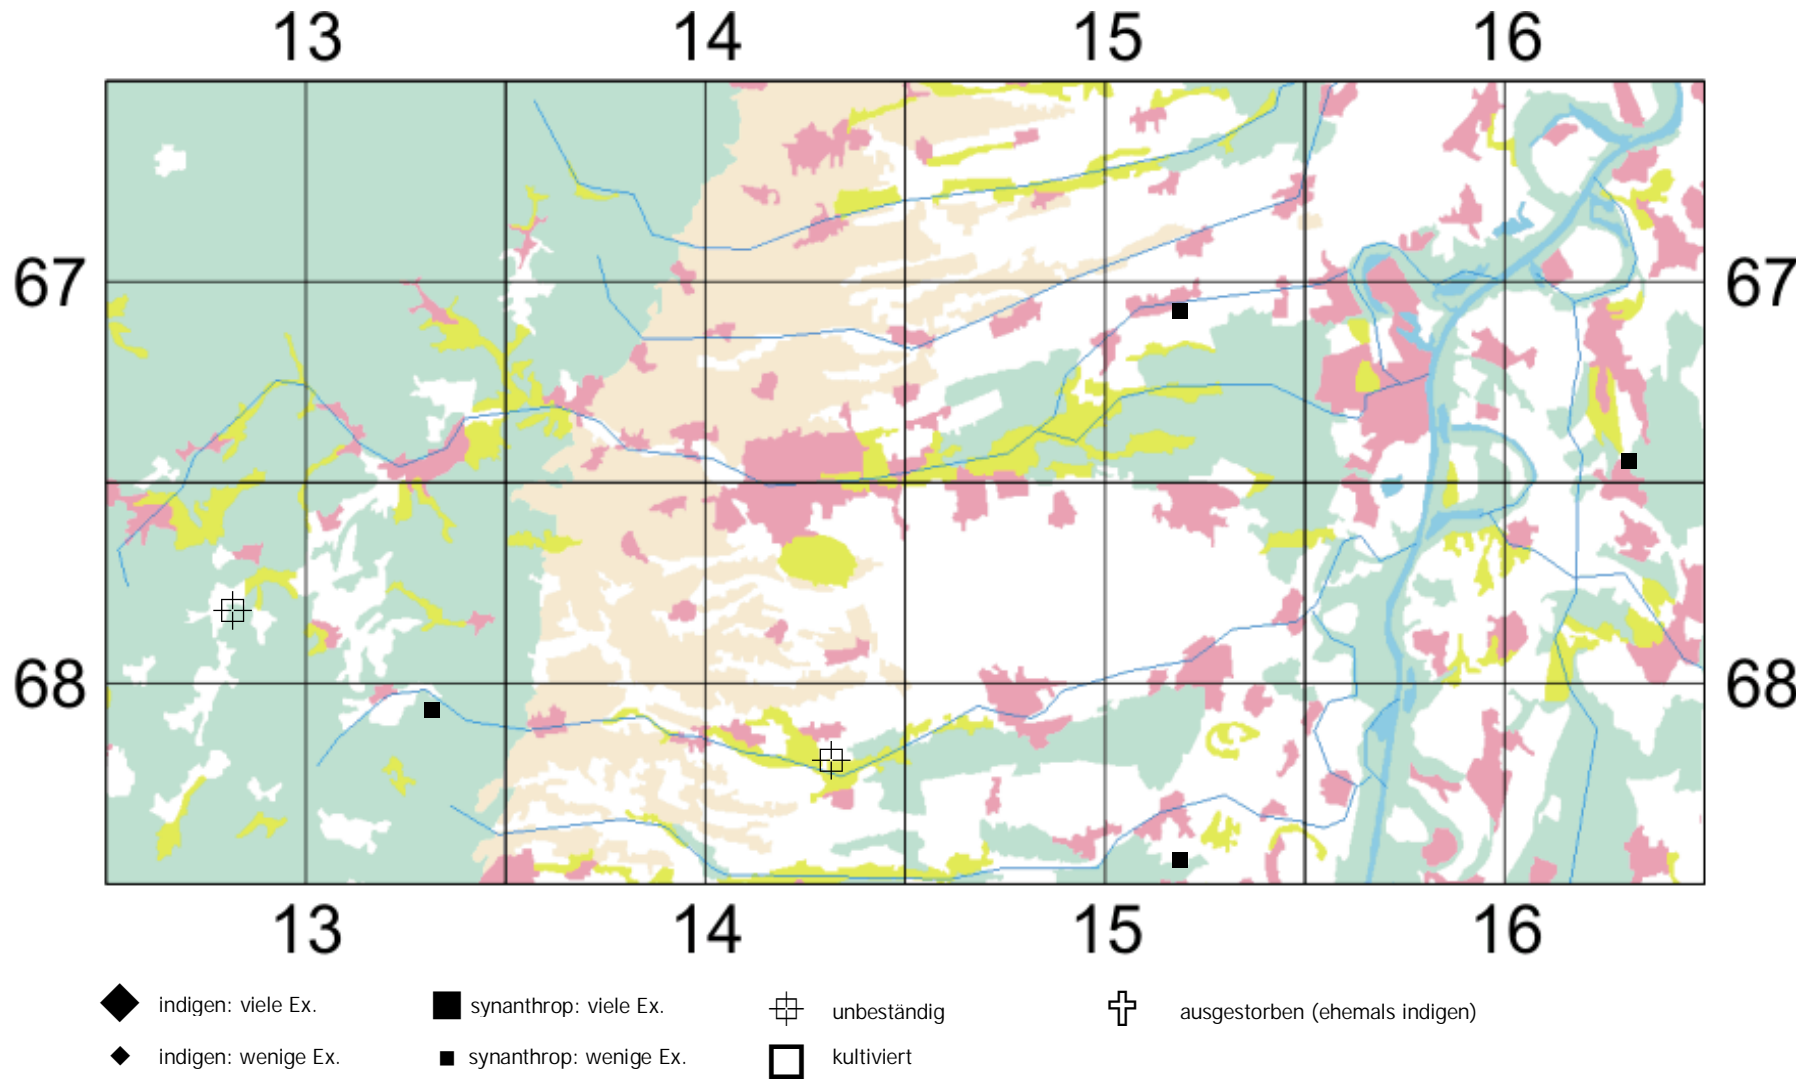 13 14 15 16
67 67
68 68
13 14 15 16
indigen: viele Ex. synanthrop: viele Ex. unbeständig ausgestorben (ehemals indigen)
indigen: wenige Ex. synanthrop: wenige Ex. kultiviert